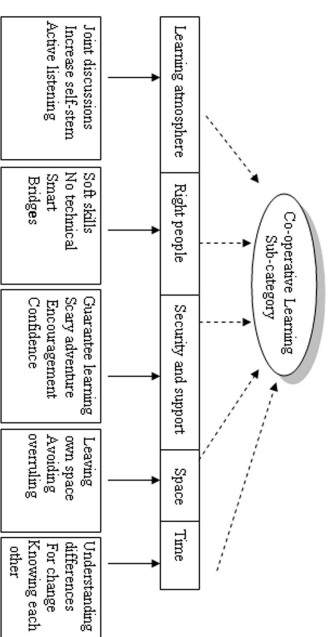 Co-operative Learning
Sub-category
Learning atmosphere
Right people
Security and support
Space
Time
Joint discussions
Increase self-stem
Active listening
Soft skills
No technical
Smart
Bridges
Guarantee learning
Scary adventure
Encouragement
Confidence
Leaving
own space
Avoiding
overruling
Understanding
differences
For change
Knowing each
other